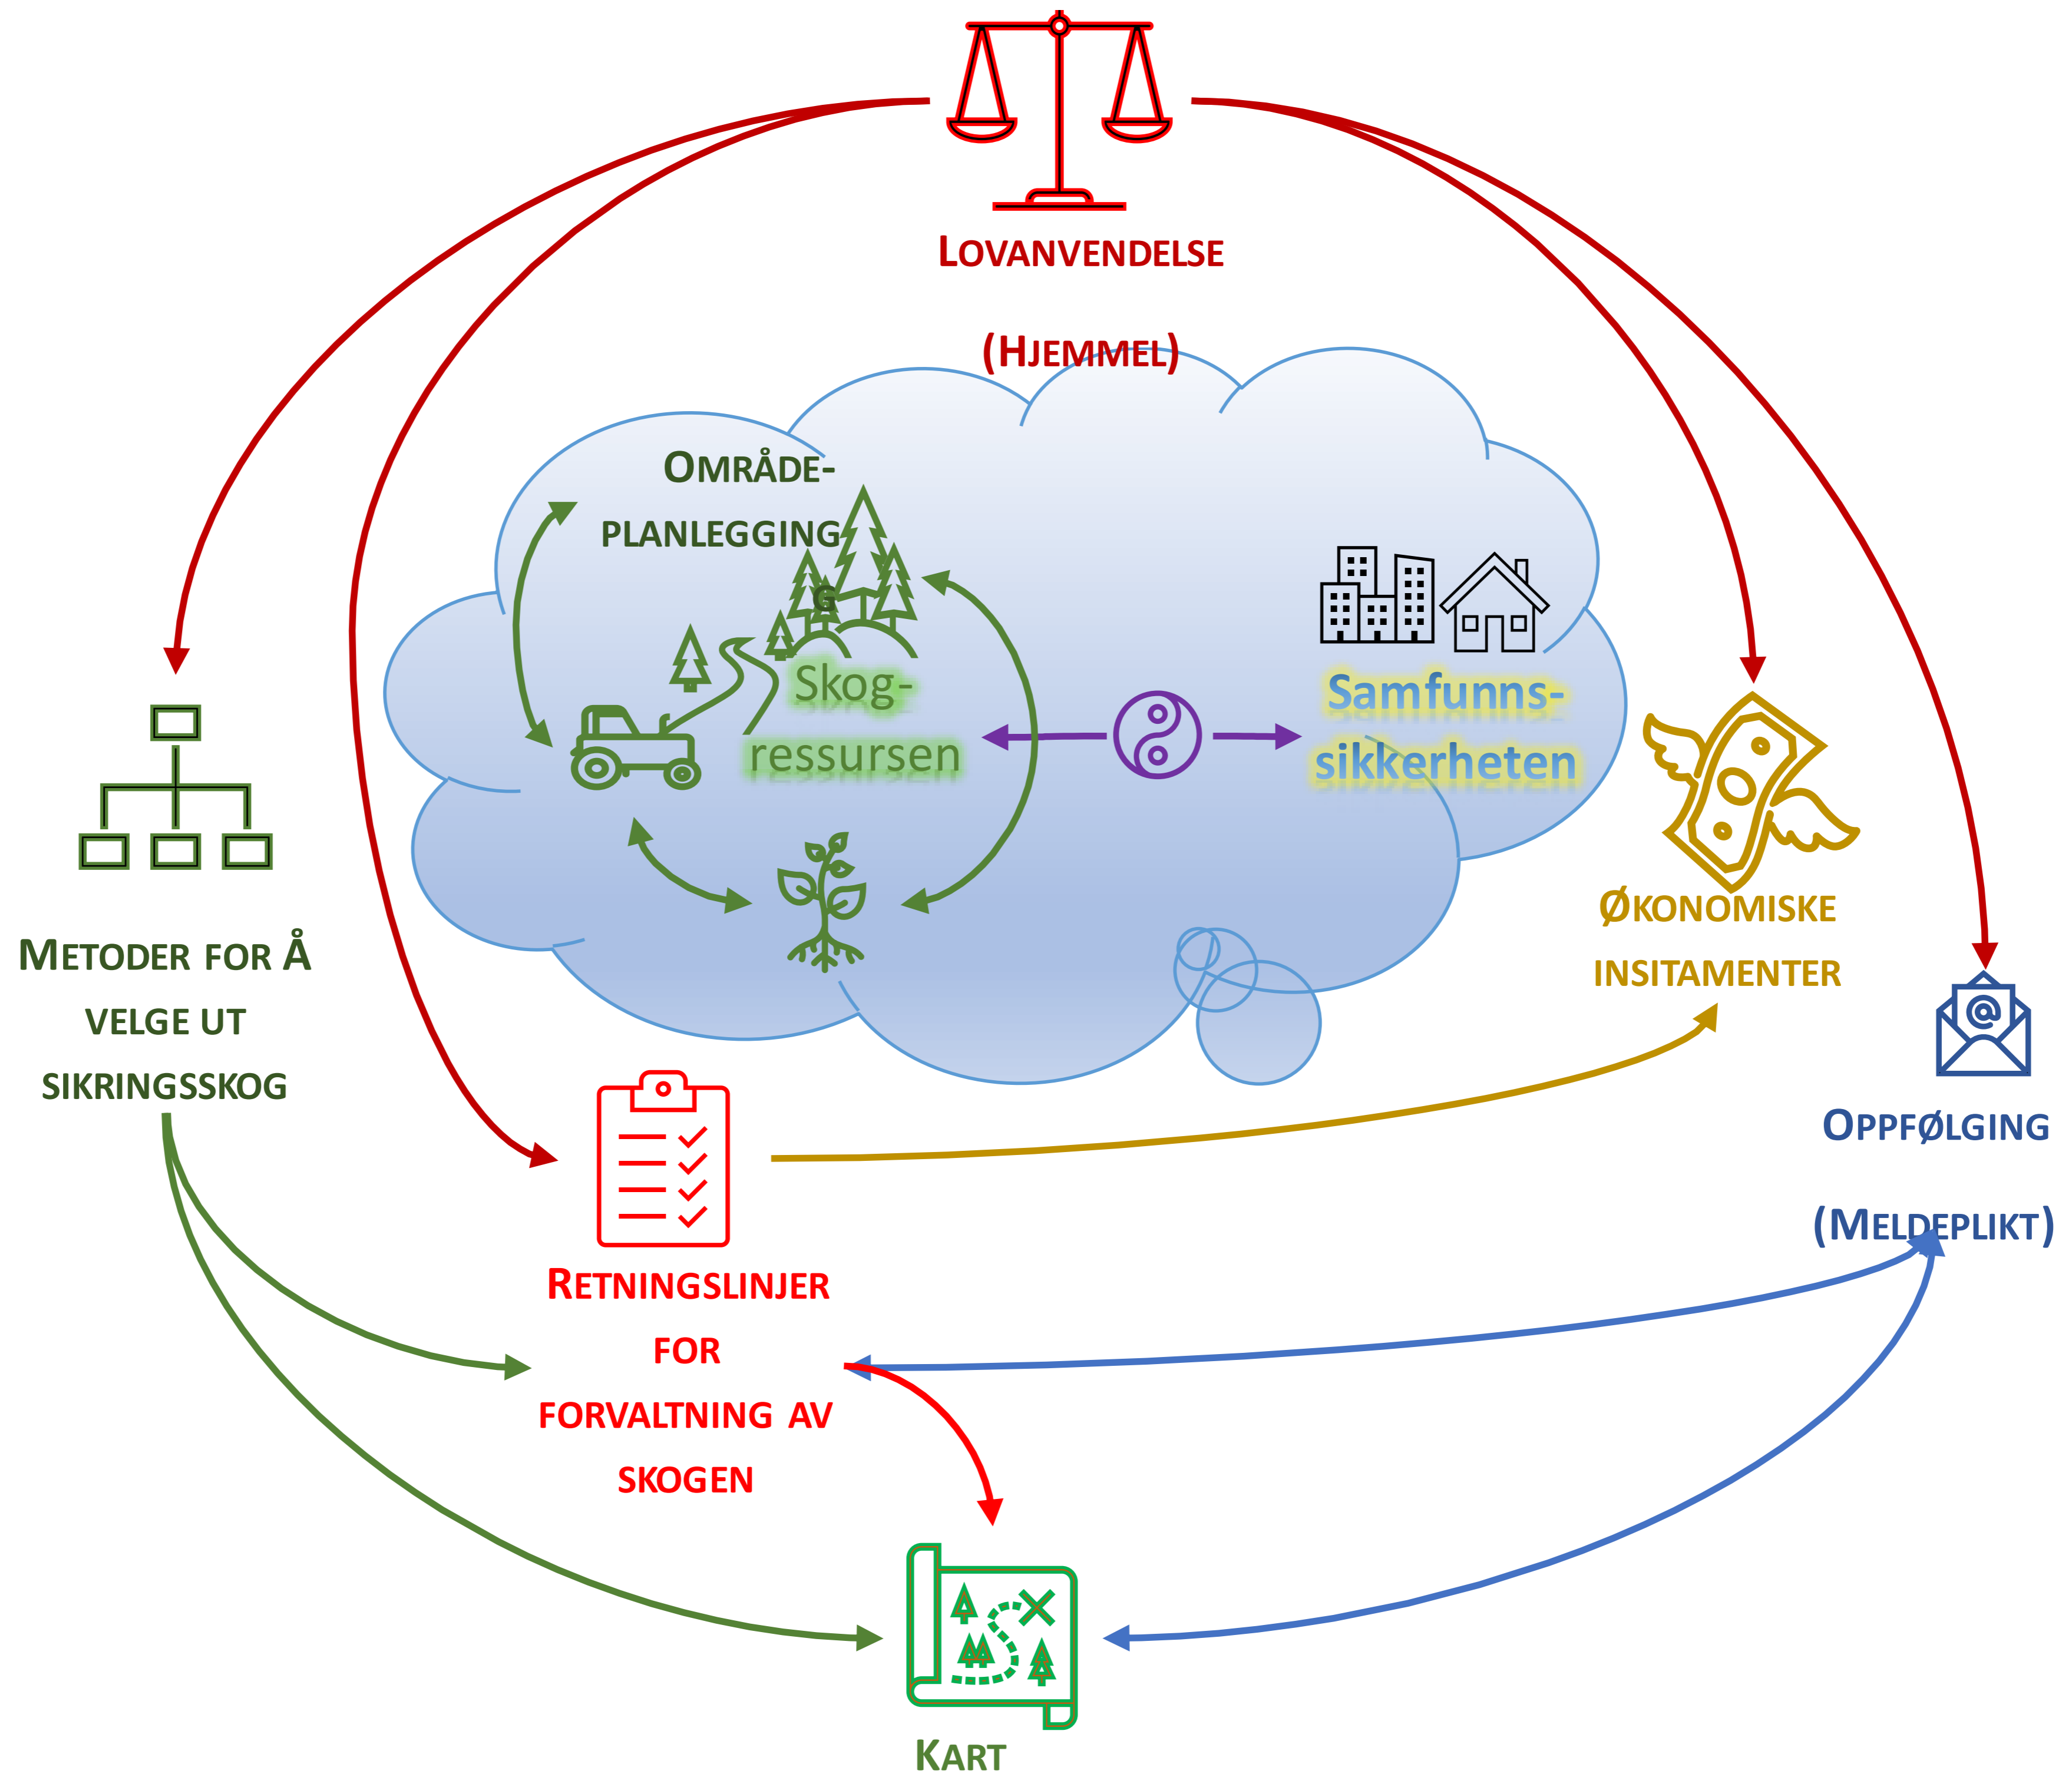 LOVANVENDELSE
(HJEMMEL)
OMRÅDE-
PLANLEGGING
G
Skog-
ressursen
Samfunns-
sikkerheten
METODER FOR Å
VELGE UT
SIKRINGSSKOG
ØKONOMISKE
INSITAMENTER
@
OPPFØLGING
(MELDEPLIKT)
RETNINGSLINJER
FOR
FORVALTNING AV
SKOGEN
KART